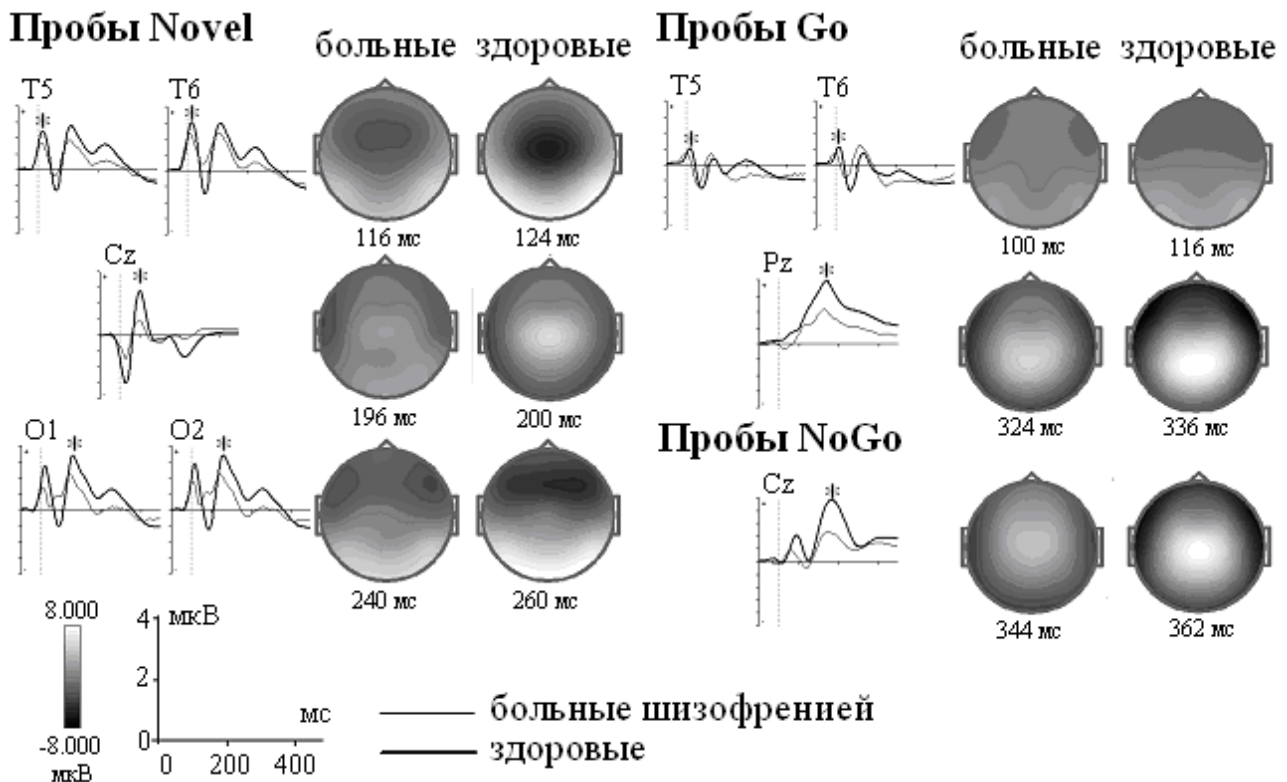 Пробы Novel
больные здоровые
T5 T6
*
*
116 мс 124 мс
Cz
*
196 мс 200 мс
O1 O2
*
*
240 мс 260 мс
Пробы Go
больные здоровые
T5 T6
*
*
100 мс 116 мс
Pz
*
324 мс 336 мс
Пробы NoGo
Cz
*
344 мс 362 мс
8.000
-8.000
мкВ
4 мкВ
2
0
мс
0 200 400
больные шизофренией
здоровые